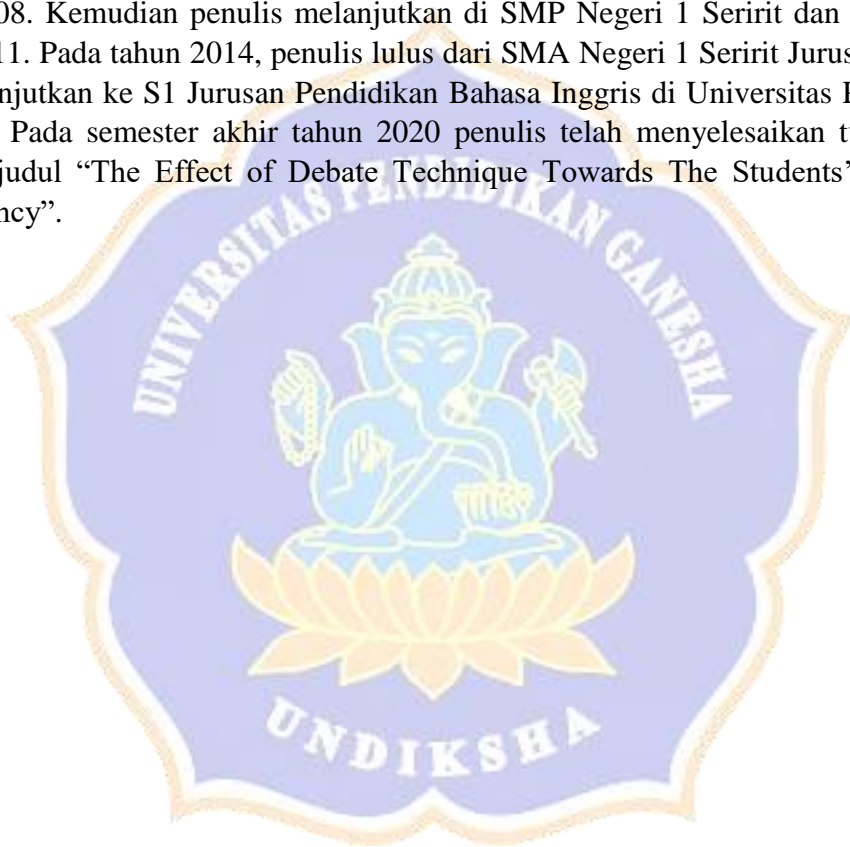 08. Kemudian penulis melanjutkan di SMP Negeri 1 Seririt dan
11. Pada tahun 2014, penulis lulus dari SMA Negeri 1 Seririt Jurus
njutkan ke S1 Jurusan Pendidikan Bahasa Inggris di Universitas P
Pada semester akhir tahun 2020 penulis telah menyelesaikan t
judul “The Effect of Debate Technique Towards The Students’
ncy”.
UNIVERSITAS PENDIDIKAN GANESHA
UNDIKSHA